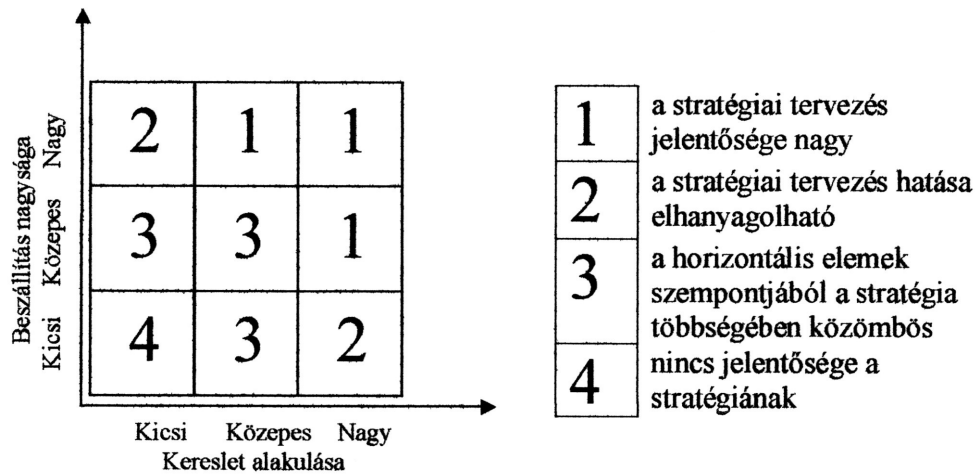 Beszállítás nagysága
Nagy
Közepes
Kicsi
2 1 1
3 3 1
4 3 2
Kicsi Közepes Nagy
Kereslet alakulása
1 a stratégiai tervezés
jelentősége nagy
2 a stratégiai tervezés hatása
elhanyagolható
3 a horizontális elemek
szempontjából a stratégia
többségében közömbös
4 nincs jelentősége a
stratégiának